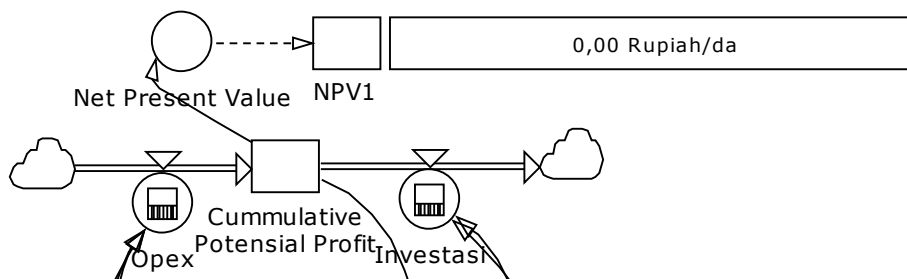 0,00 Rupiah/da
Net Present Value
NPV1
Cummulative
Potensial Profit
Opex
Investasi